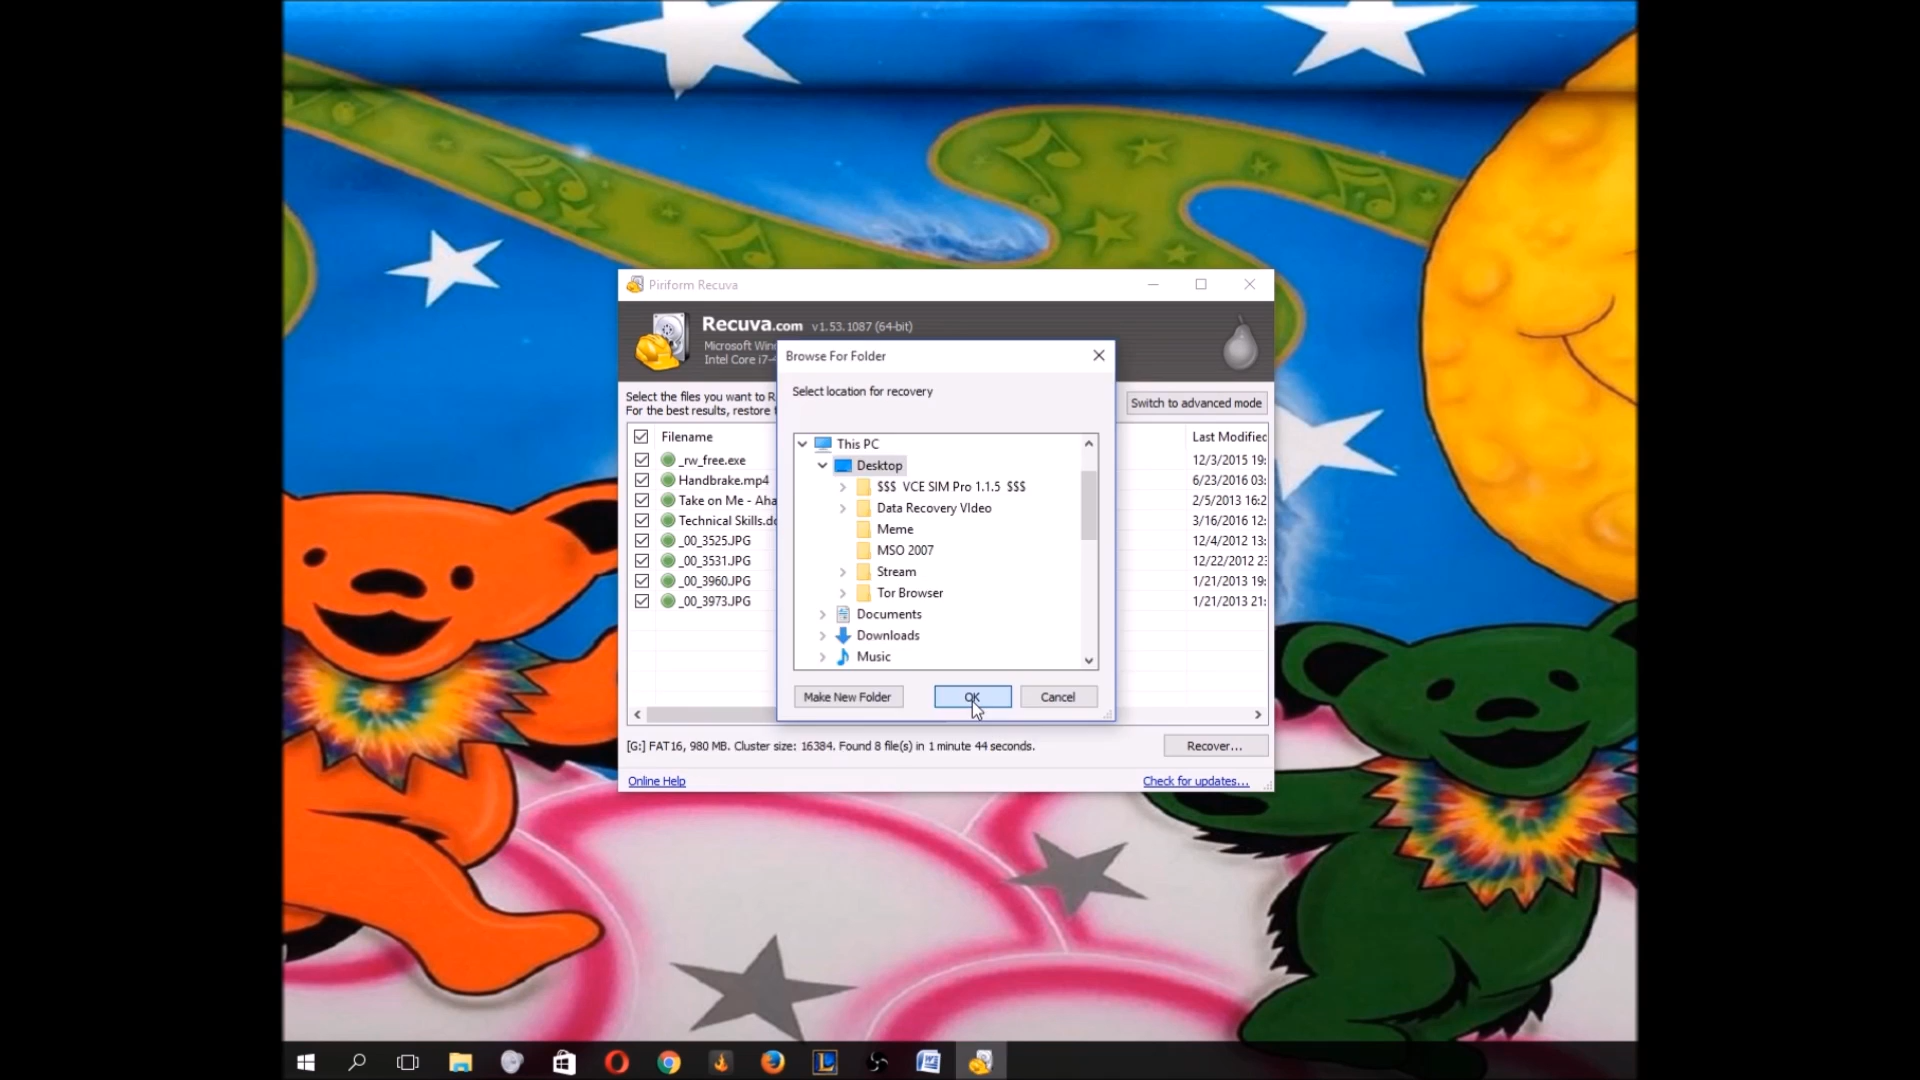 Piriform Recuva
Recuva.com v1.53.1087 (64-bit)
Microsoft Win
Intel Core i7-
Browse For Folder
Select location for recovery
Select the files you want to R
For the best results, restore
Switch to advanced mode
Filename
Last Modified
_rw_free.exe
12/3/2015 19:
Handbrake.mp4
6/23/2016 03:
Take on Me - Aha
2/5/2013 16:2
Technical Skills.do
3/16/2016 12:
_00_3525.JPG
12/4/2012 13:
_00_3531.JPG
12/22/2012 23
_00_3960.JPG
1/21/2013 19:
_00_3973.JPG
1/21/2013 21:
This PC
Desktop
$$$ VCE SIM Pro 1.1.5 $$$
Data Recovery VIdeo
Meme
MSO 2007
Stream
Tor Browser
Documents
Downloads
Music
Make New Folder
OK
Cancel
[G:] FAT16, 980 MB. Cluster size: 16384. Found 8 file(s) in 1 minute 44 seconds.
Recover...
Online Help
Check for updates...